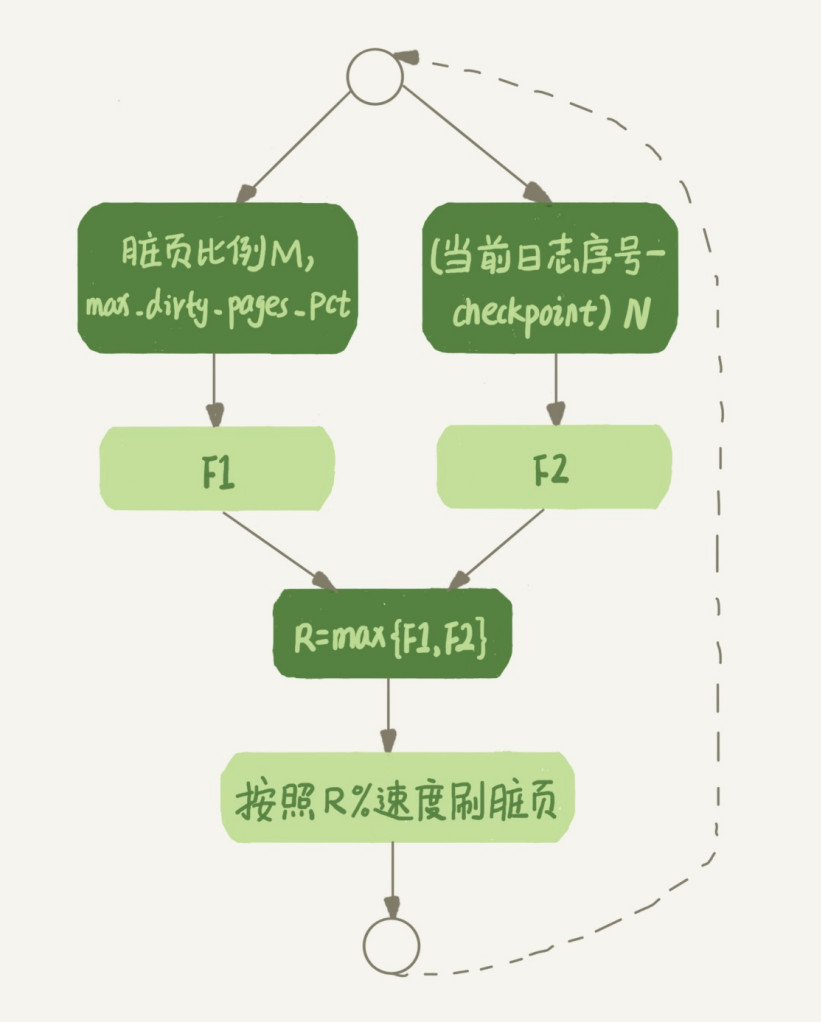 脏页比例M,
max_dirty_pages_Pct
(当前日志序号-
checkpoint) N
F1
F2
R=max{F1,F2}
按照R%速度刷脏页